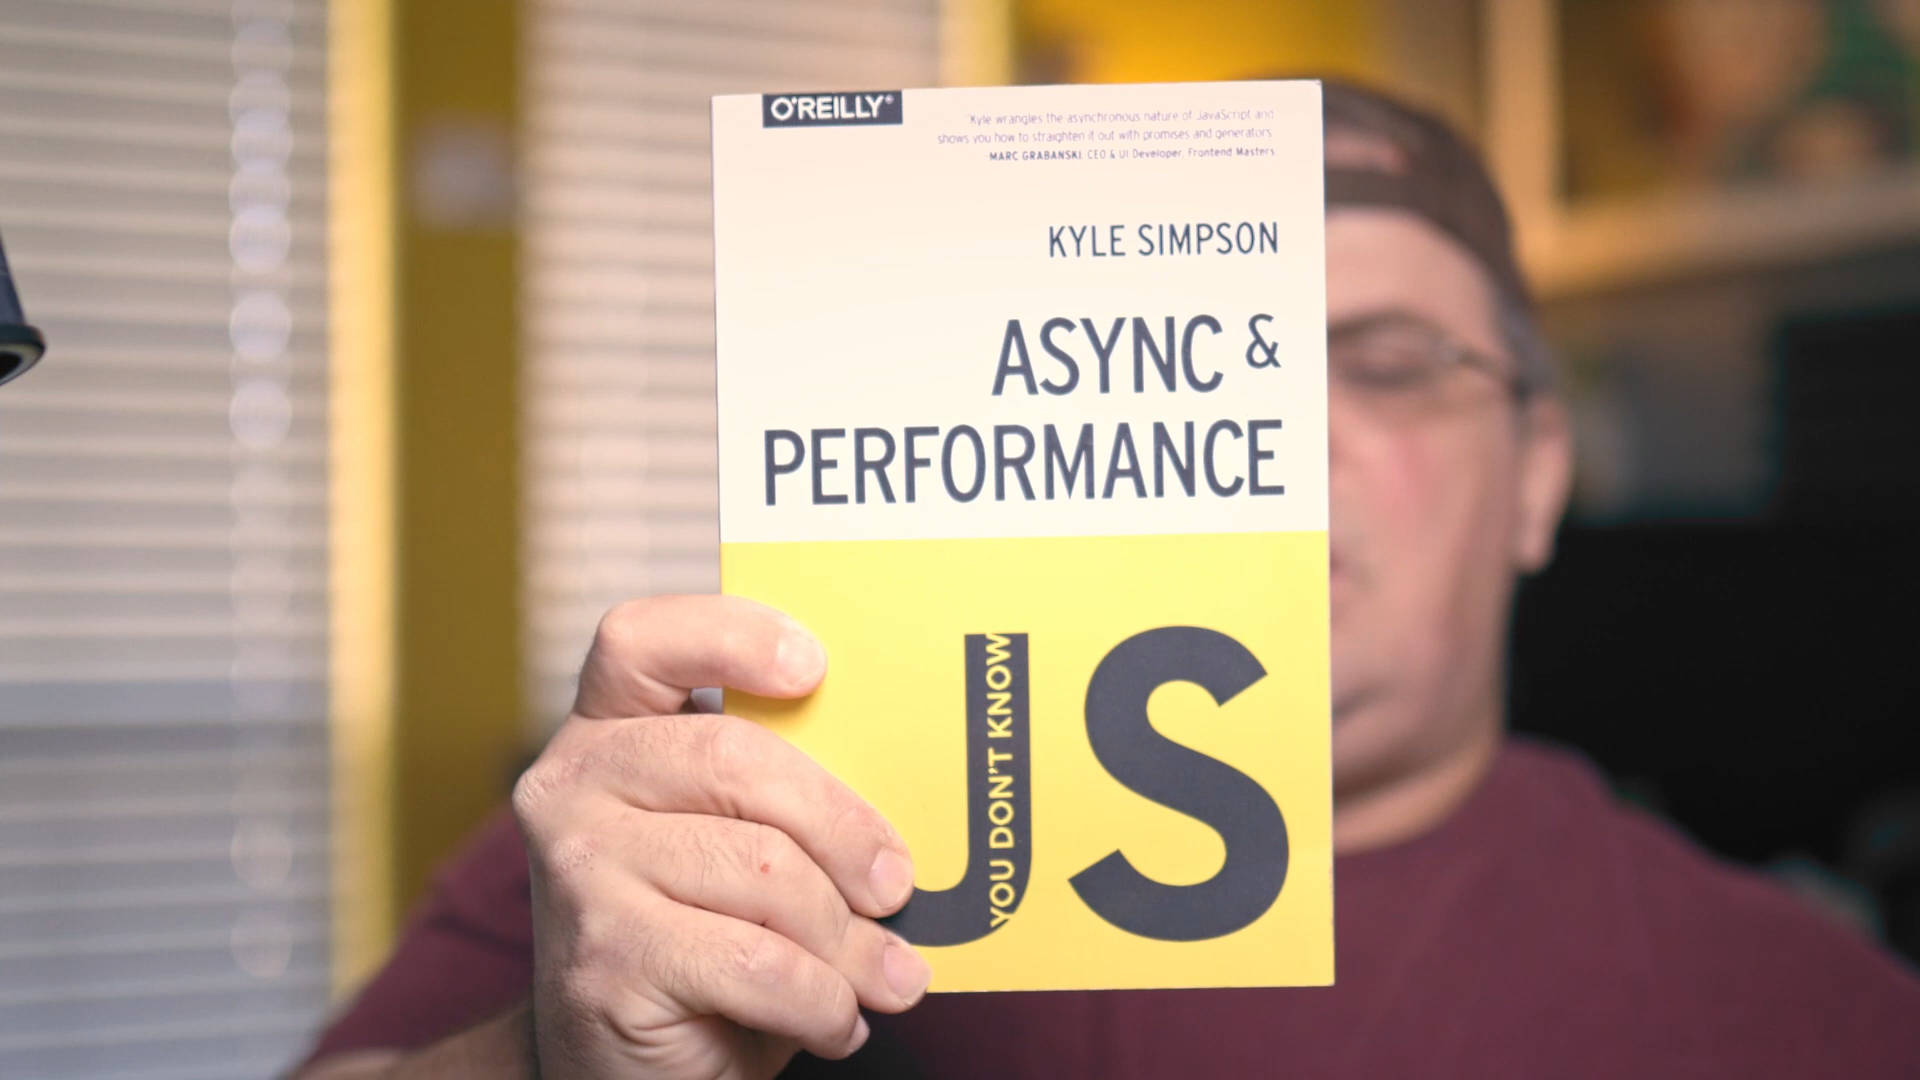 O'REILLY®
"Kyle wrangles the asynchronous nature of JavaScript and
shows you how to straighten it out with promises and generators.
—MARC GRABANSKI, CEO & UI Developer, Frontend Masters
KYLE SIMPSON
ASYNC &
PERFORMANCE
YOU DON'T KNOW
JS